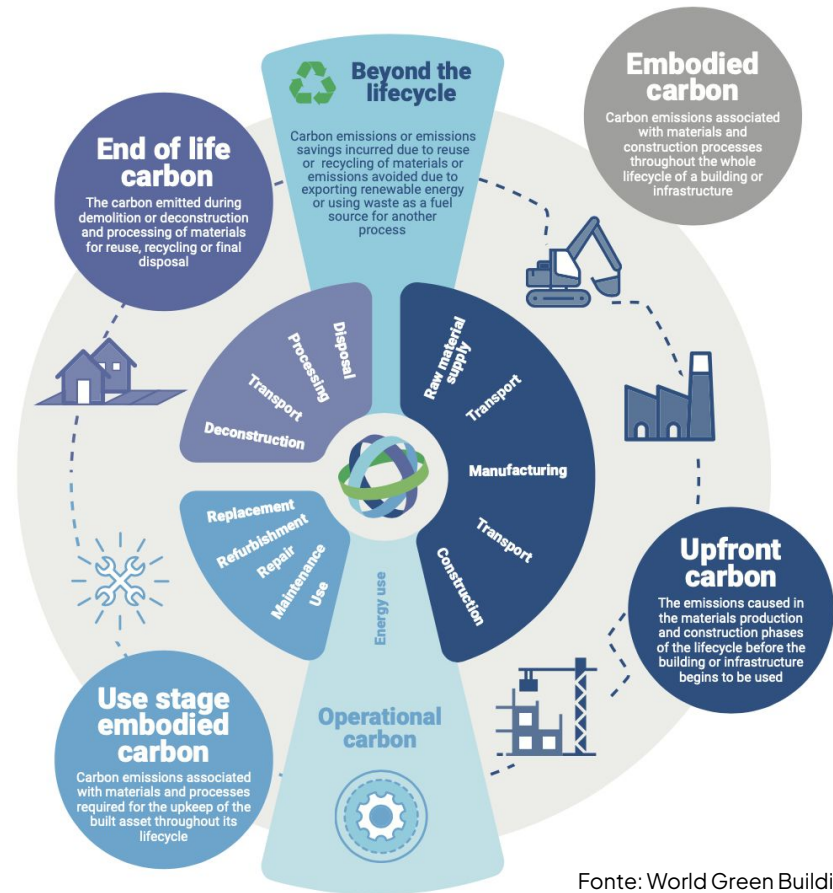 Beyond the
lifecycle
Carbon emissions or emissions
savings incurred due to reuse
or recycling of materials or
emissions avoided due to
exporting renewable energy
or using waste as a fuel
source for another
process
Embodied
carbon
Carbon emissions associated
with materials and
construction processes
throughout the whole
lifecycle of a building or
infrastructure
End of life
carbon
The carbon emitted during
demolition or deconstruction
and processing of materials
for reuse, recycling or final
disposal
Disposal
Processing
Transport
Deconstruction
Raw material
supply
Transport
Manufacturing
Transport
Construction
Replacement
Refurbishment
Repair
Maintenance
Use
Energy use
Upfront
carbon
The emissions caused in
the materials production
and construction phases
of the lifecycle before the
building or infrastructure
begins to be used
Use stage
embodied
carbon
Carbon emissions associated
with materials and processes
required for the upkeep of the
built asset throughout its
lifecycle
Operational
carbon
Fonte: World Green Buildi